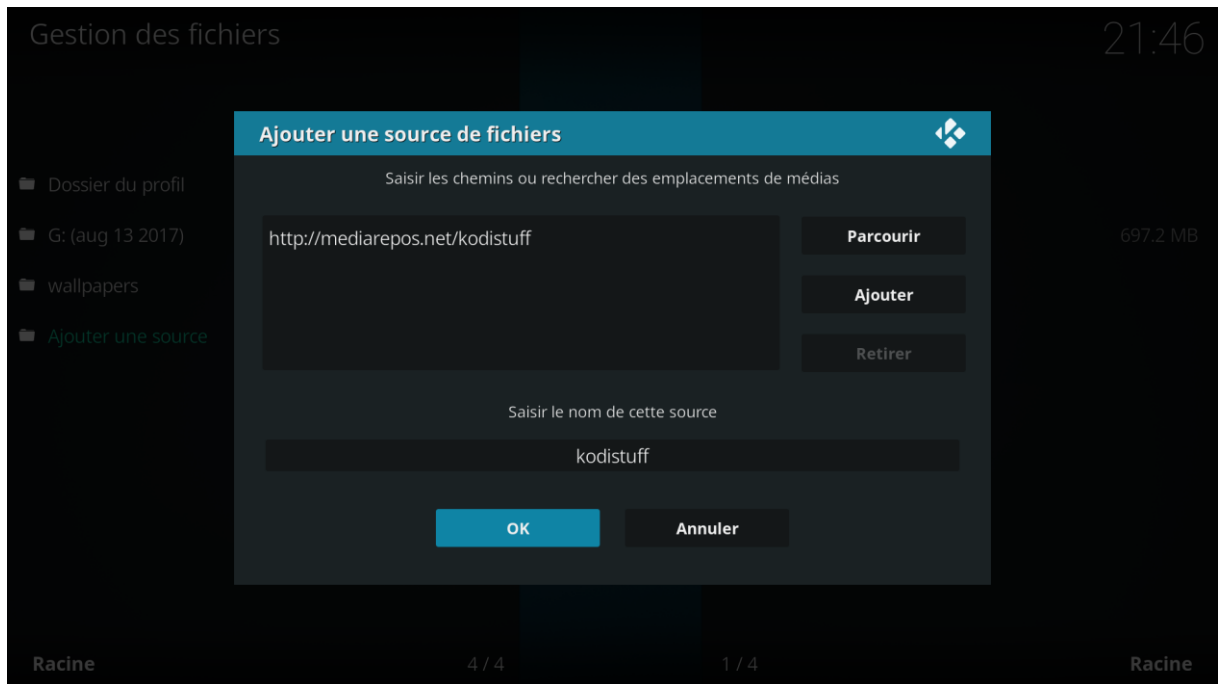 Gestion des fichiers
21:46
Ajouter une source de fichiers
Saisir les chemins ou rechercher des emplacements de médias
Dossier du profil
G: (aug 13 2017)
697.2 MB
wallpapers
Ajouter une source
http://mediarepos.net/kodistuff
Parcourir
Ajouter
Retirer
Saisir le nom de cette source
kodistuff
OK
Annuler
Racine
4 / 4
1 / 4
Racine